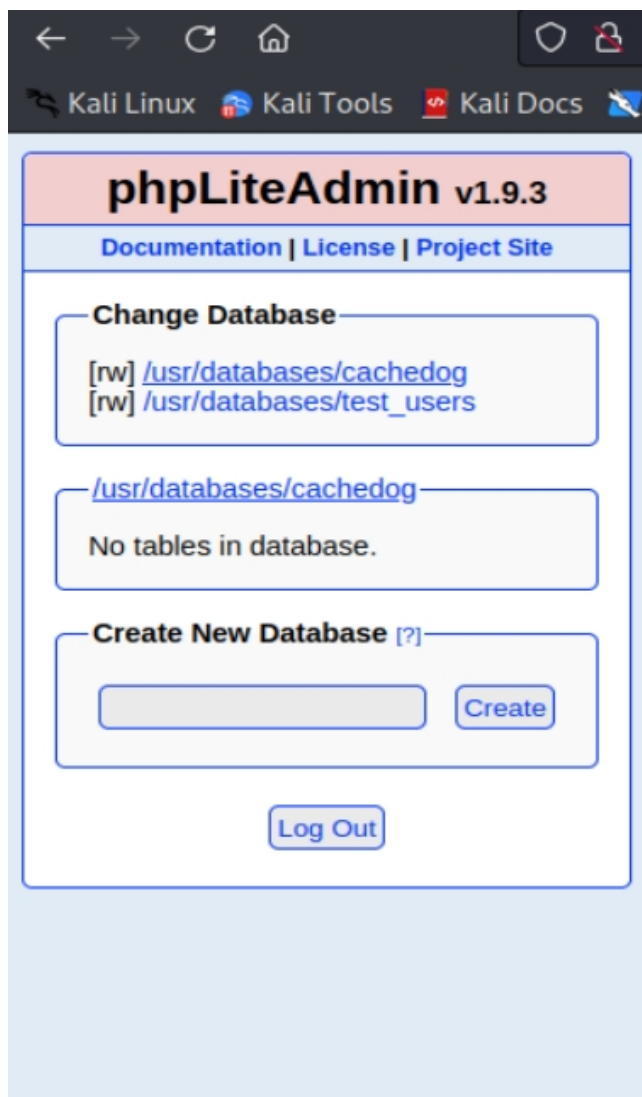 Kali Linux Kali Tools Kali Docs
phpLiteAdmin v1.9.3
Documentation | License | Project Site
Change Database
[rw] /usr/databases/cachedog
[rw] /usr/databases/test_users
/usr/databases/cachedog
No tables in database.
Create New Database [?]
Create
Log Out